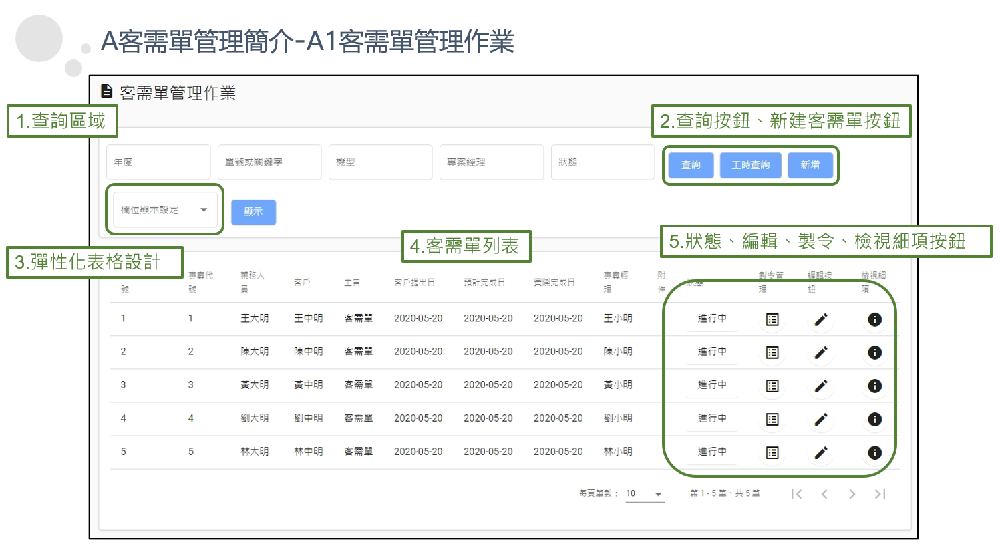 A客需單管理簡介-A1客需單管理作業
客需單管理作業
1.查詢區域
2.查詢按鈕、新建客需單按鈕
年度 單號或關鍵字 機型 專案經理 狀態 查詢 工時查詢 新增
欄位顯示設定 顯示
3.彈性化表格設計
4.客需單列表
5.狀態、編輯、製令、檢視細項按鈕
號 專案代號 業務人員 客戶 主旨 客戶提出日 預計完成日 實際完成日 專案經理 附件 狀態 製令管理 編輯按鈕 檢視細項
1 1 王大明 王中明 客需單 2020-05-20 2020-05-20 2020-05-20 王小明 進行中
2 2 陳大明 陳中明 客需單 2020-05-20 2020-05-20 2020-05-20 陳小明 進行中
3 3 黃大明 黃中明 客需單 2020-05-20 2020-05-20 2020-05-20 黃小明 進行中
4 4 劉大明 劉中明 客需單 2020-05-20 2020-05-20 2020-05-20 劉小明 進行中
5 5 林大明 林中明 客需單 2020-05-20 2020-05-20 2020-05-20 林小明 進行中
每頁筆數： 10 第 1 - 5 筆、共 5 筆